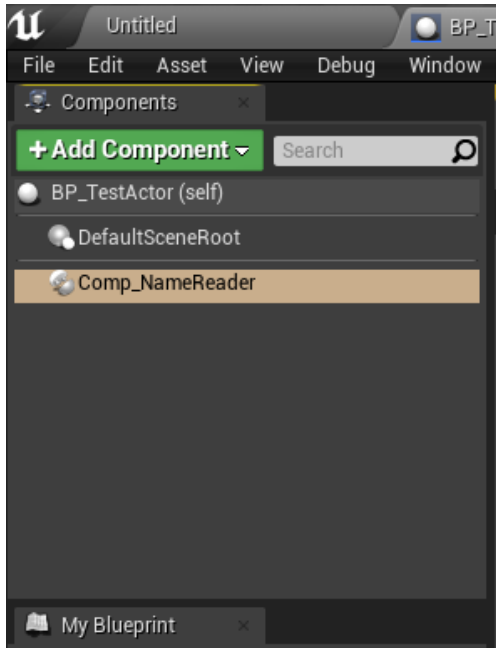 Untitled
BP_T
File Edit Asset View Debug Window
Components
+Add Component
Search
BP_TestActor (self)
DefaultSceneRoot
Comp_NameReader
My Blueprint